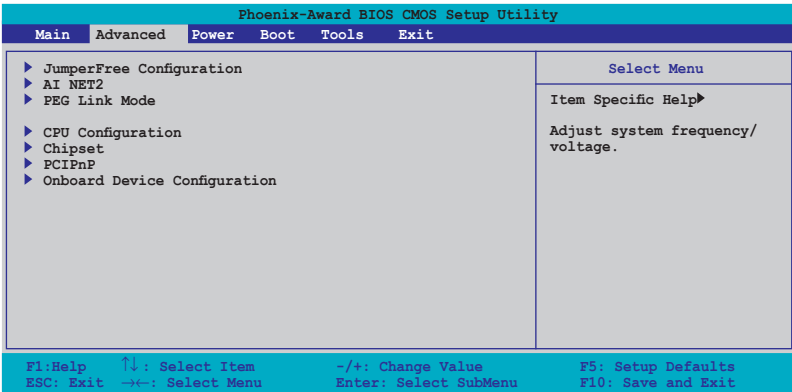 Phoenix-Award BIOS CMOS Setup Utility
Main Advanced Power Boot Tools Exit
JumperFree Configuration
AI NET2
PEG Link Mode
CPU Configuration
Chipset
PCIPnP
Onboard Device Configuration
Select Menu
Item Specific Help
Adjust system frequency/
voltage.
F1:Help ↑↓: Select Item -/+: Change Value F5: Setup Defaults
ESC: Exit →←: Select Menu Enter: Select SubMenu F10: Save and Exit